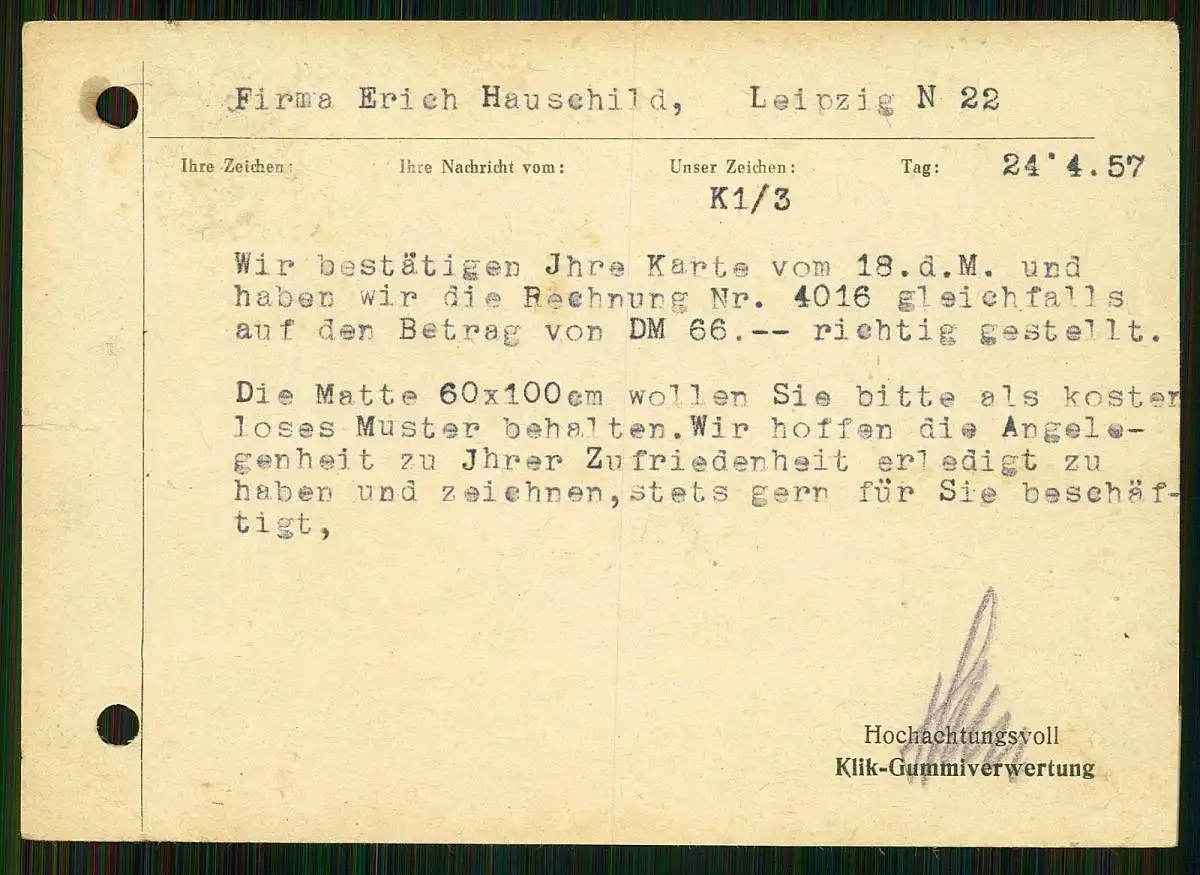 Firma Erich Hauschild, Leipzig N 22
Ihre Zeichen: Ihre Nachricht vom: Unser Zeichen: Tag: 24.4.57
K1/3
Wir bestätigen Jhre Karte vom 18.d.M. und
haben wir die Rechnung Nr. 4016 gleichfalls
auf den Betrag von DM 66.-- richtig gestellt.
Die Matte 60x100cm wollen Sie bitte als kosten
loses Muster behalten.Wir hoffen die Angele-
genheit zu Jhrer Zufriedenheit erledigt zu
haben und zeichnen,stets gern für Sie beschäf-
tigt,
Hochachtungsvoll
Klik-Gummiverwertung